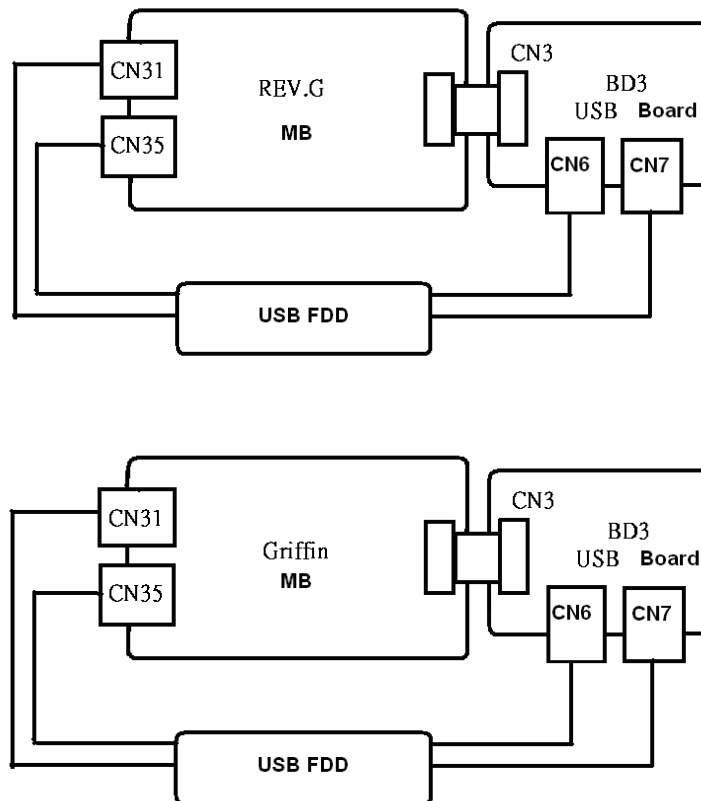 CN31
CN35
REV.G
MB
CN3
BD3
USB Board
CN6
CN7
USB FDD
CN31
CN35
Griffin
MB
CN3
BD3
USB Board
CN6
CN7
USB FDD